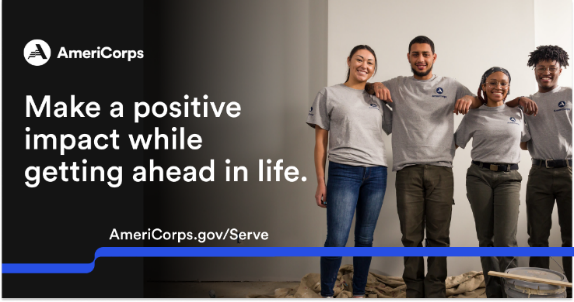 AmeriCorps
Make a positive
impact while
getting ahead in life.
AmeriCorps.gov/Serve